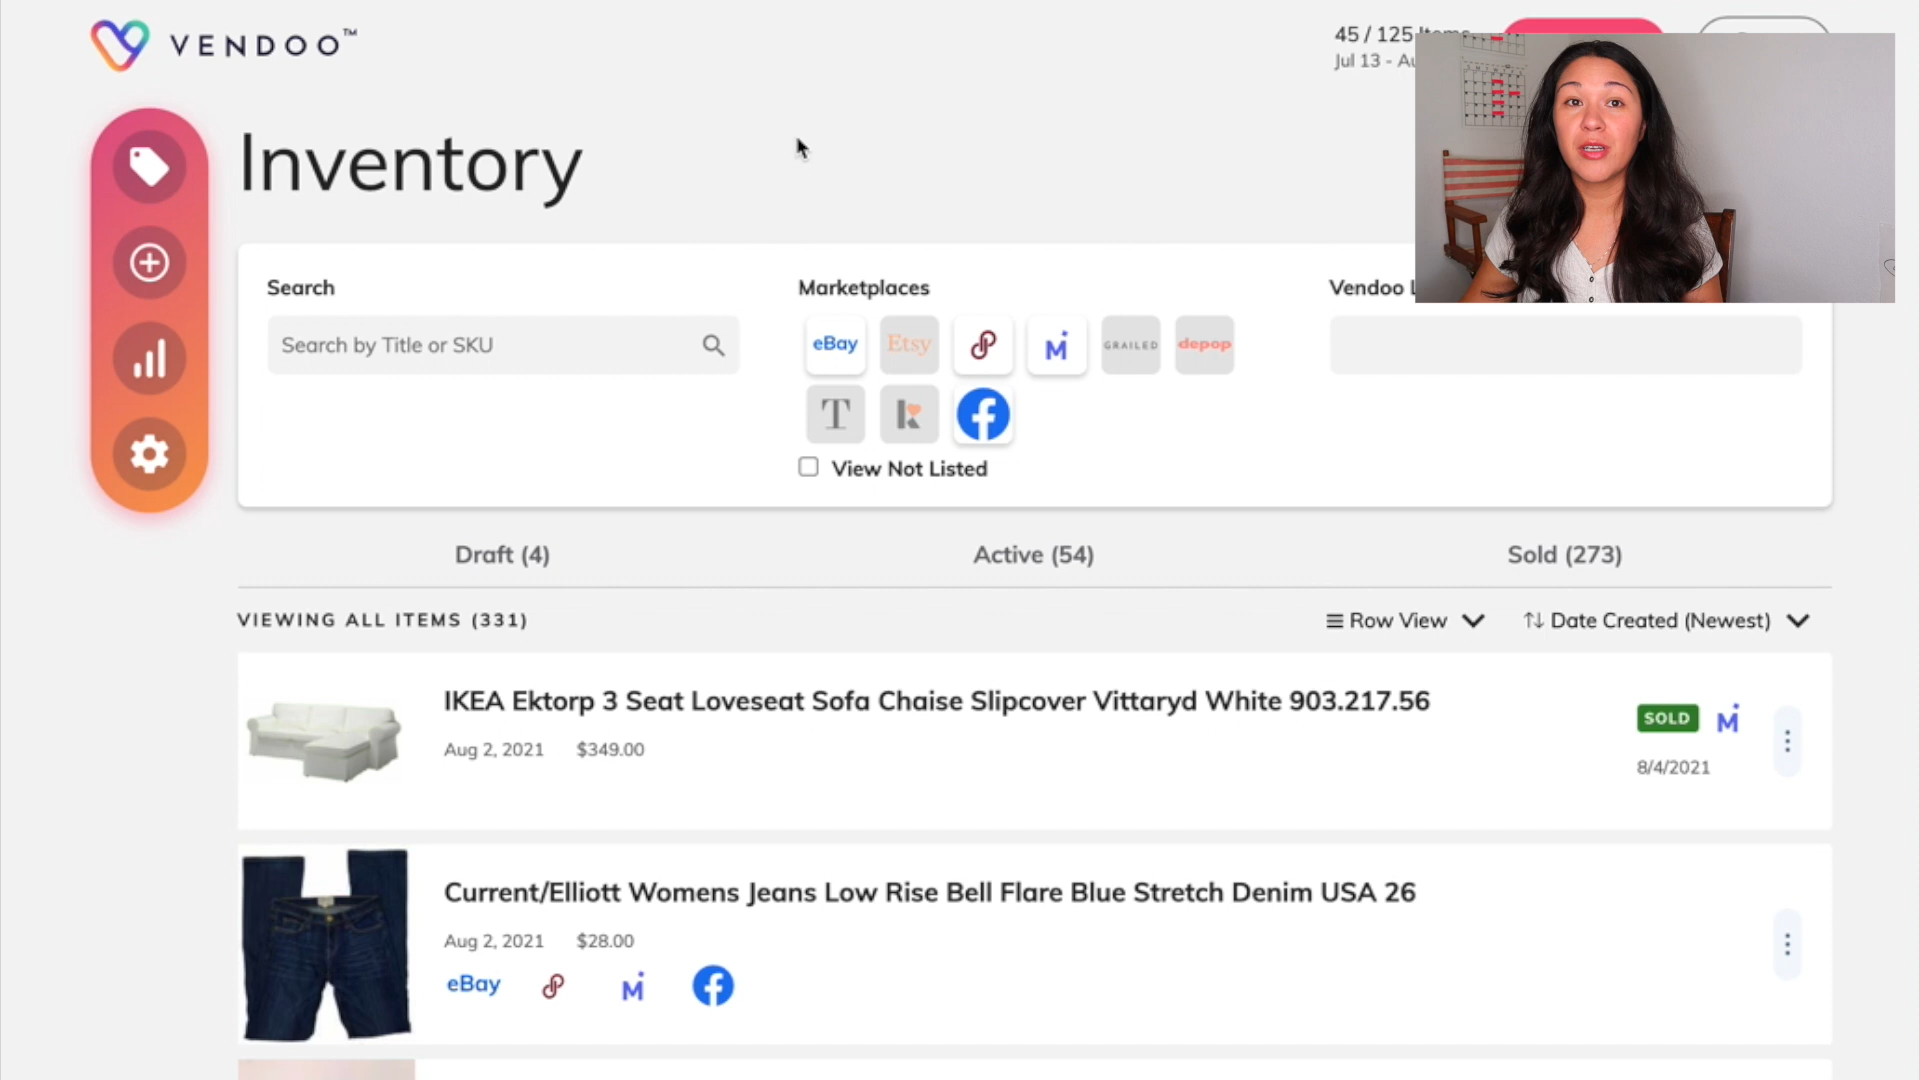 VENDOO™
45 / 125 Items
Jul 13 - Au
Inventory
Search
Marketplaces
Vendoo L
Search by Title or SKU
eBay
Etsy
GRAILED
depop
View Not Listed
Draft (4)
Active (54)
Sold (273)
VIEWING ALL ITEMS (331)
Row View
Date Created (Newest)
IKEA Ektorp 3 Seat Loveseat Sofa Chaise Slipcover Vittaryd White 903.217.56
SOLD
Aug 2, 2021 $349.00
8/4/2021
Current/Elliott Womens Jeans Low Rise Bell Flare Blue Stretch Denim USA 26
Aug 2, 2021 $28.00
eBay